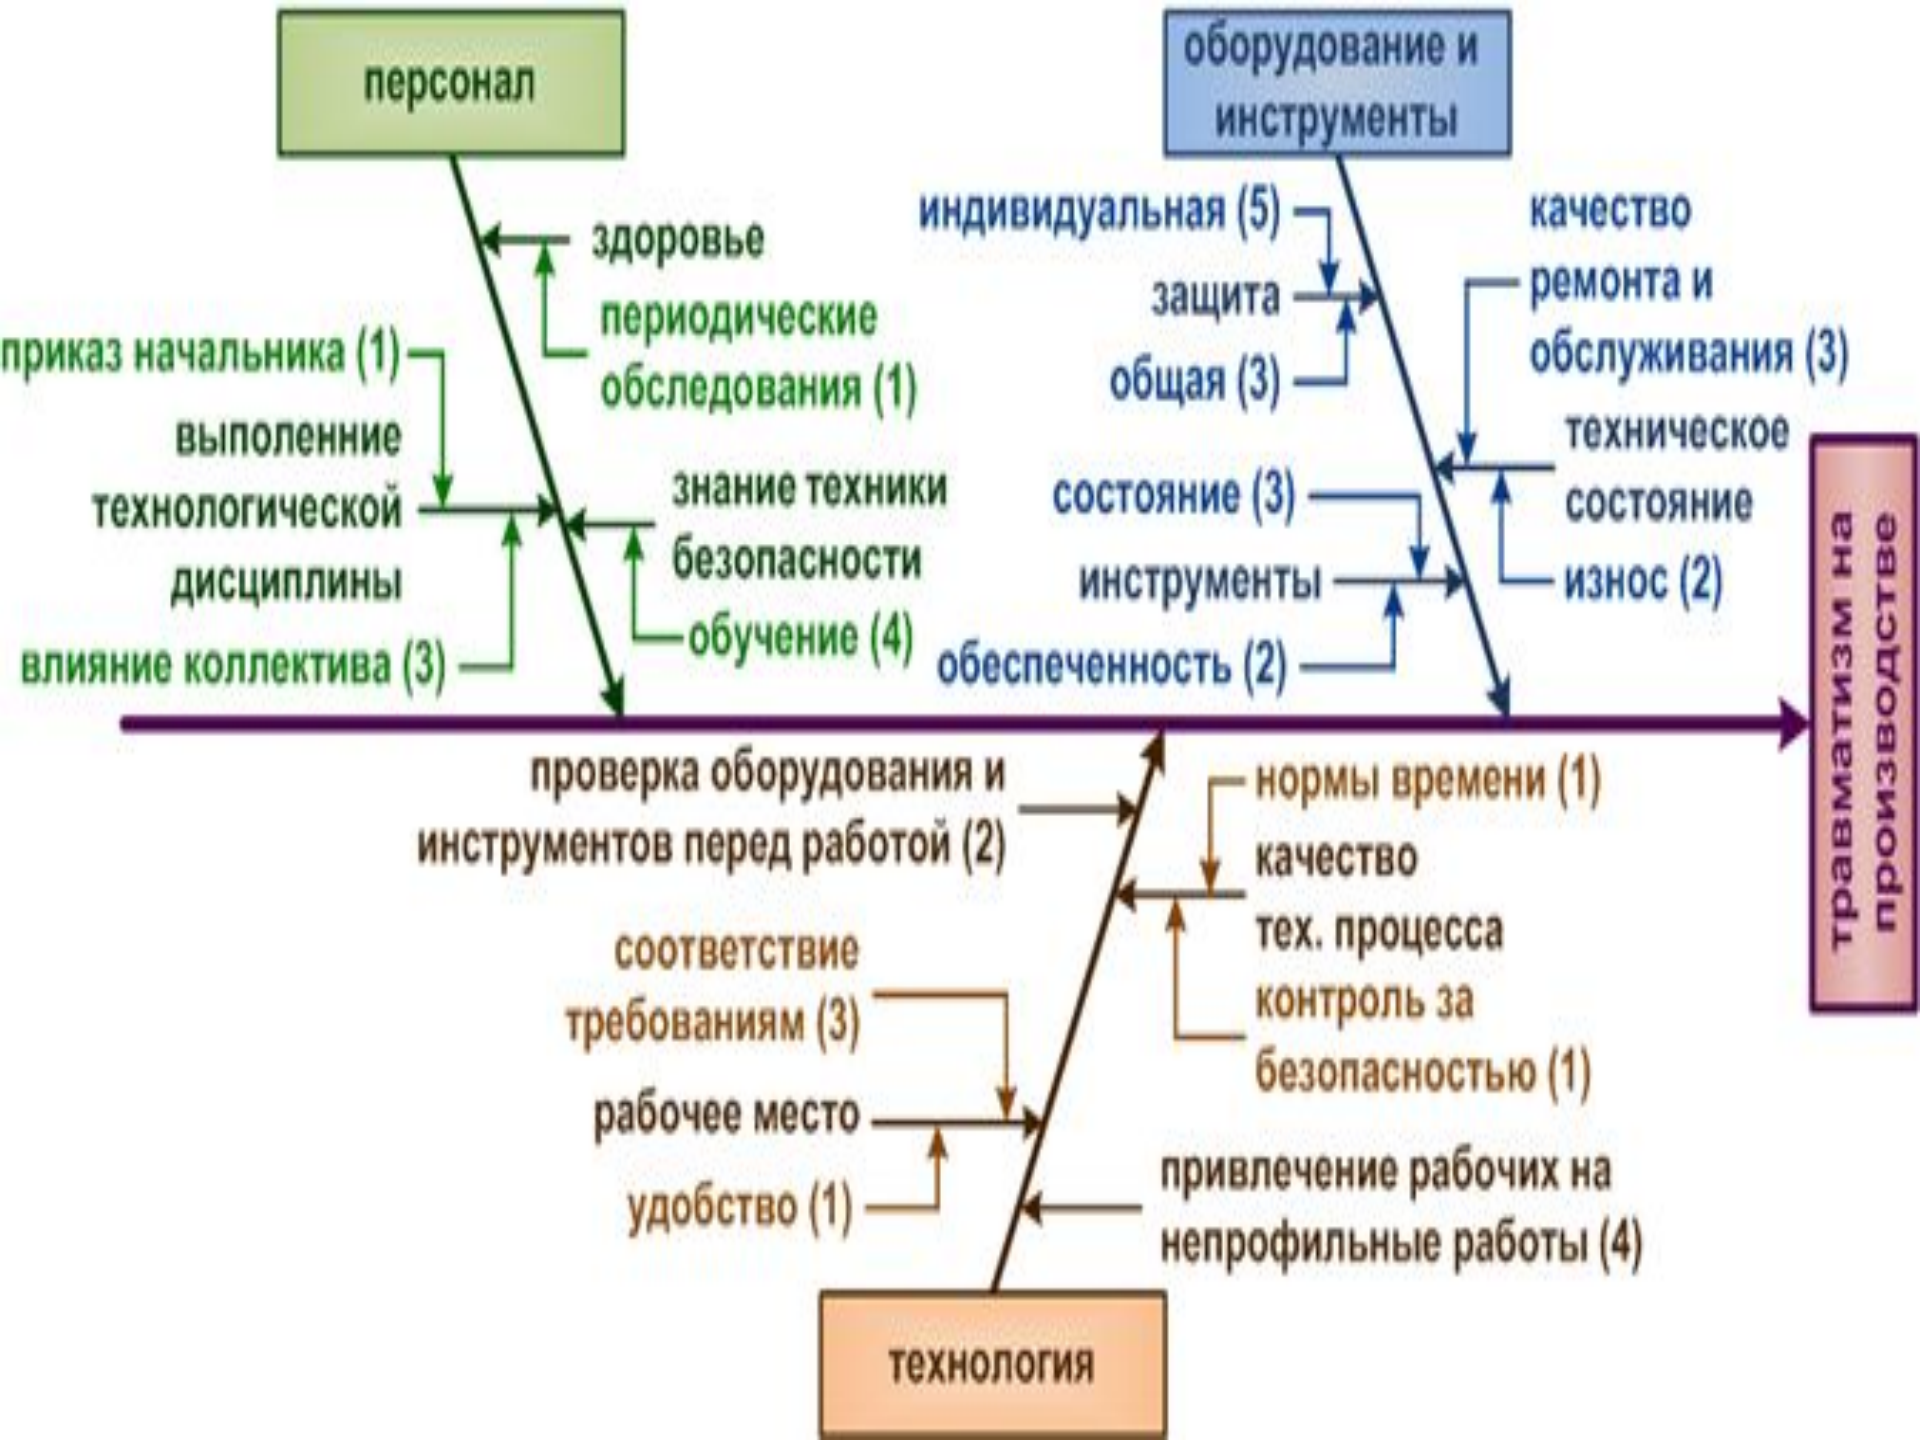 персонал
оборудование и
инструменты
здоровье
периодические
обследования (1)
приказ начальника (1)
выполенние
технологической
дисциплины
влияние коллектива (3)
знание техники
безопасности
обучение (4)
индивидуальная (5)
защита
общая (3)
качество
ремонта и
обслуживания (3)
техническое
состояние
износ (2)
состояние (3)
инструменты
обеспеченность (2)
травматизм на
производстве
проверка оборудования и
инструментов перед работой (2)
нормы времени (1)
качество
тех. процесса
контроль за
безопасностью (1)
соответствие
требованиям (3)
рабочее место
удобство (1)
привлечение рабочих на
непрофильные работы (4)
технология